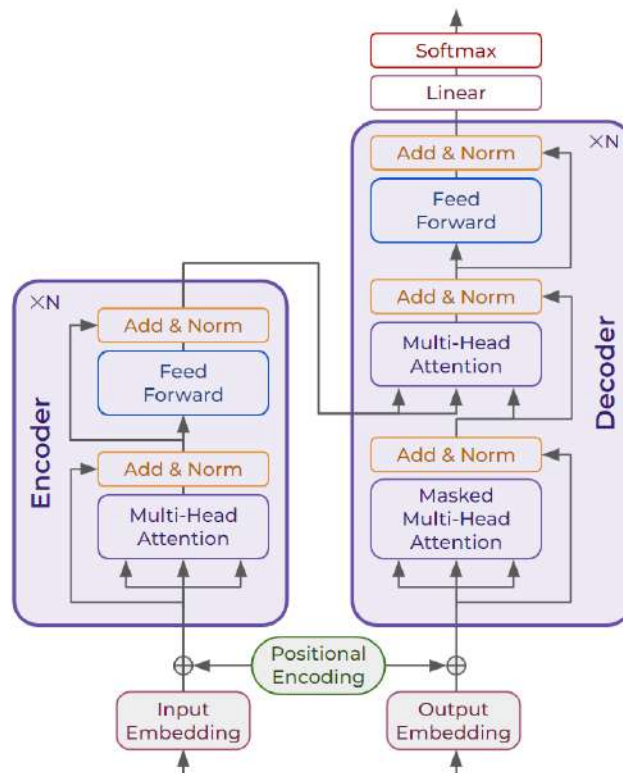 Softmax
Linear
×N
Add & Norm
Feed
Forward
Add & Norm
Multi-Head
Attention
Decoder
Add & Norm
Masked
Multi-Head
Attention
×N
Add & Norm
Feed
Forward
Encoder
Add & Norm
Multi-Head
Attention
Positional
Encoding
Input
Embedding
Output
Embedding